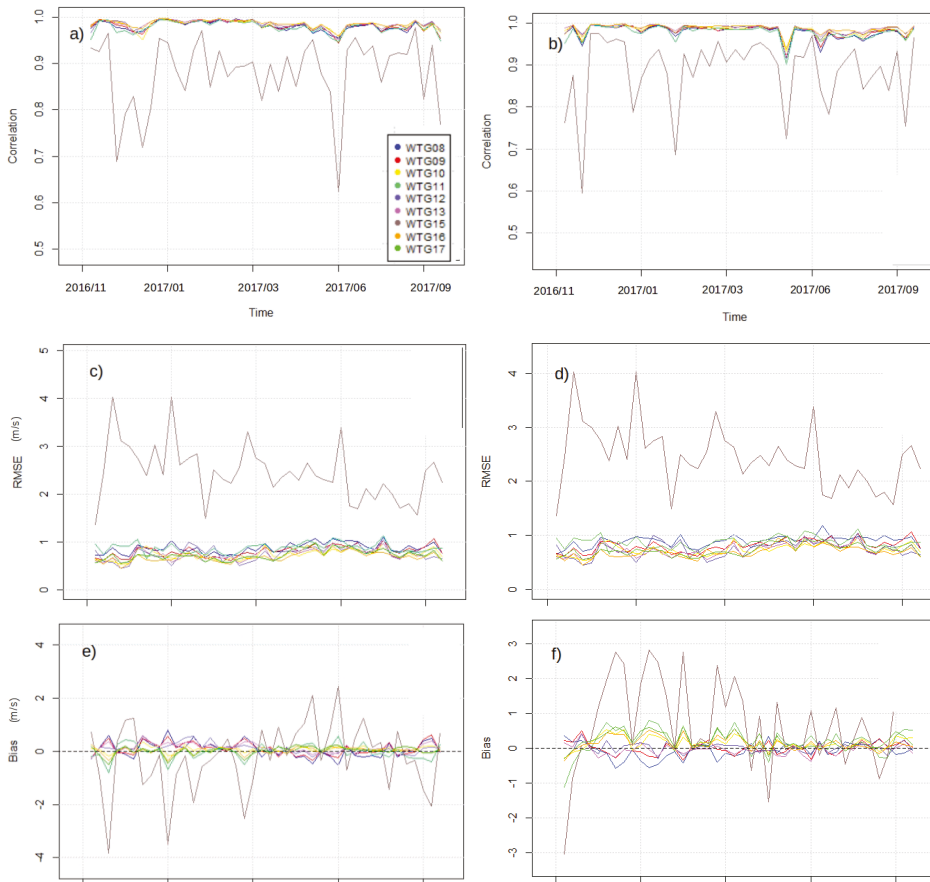 a)
1.0
0.9
0.8
0.7
0.6
0.5
Correlation
WTG08
WTG09
WTG10
WTG11
WTG12
WTG13
WTG15
WTG16
WTG17
2016/11 2017/01 2017/03 2017/06 2017/09
Time
b)
1.0
0.9
0.8
0.7
0.6
0.5
Correlation
2016/11 2017/01 2017/03 2017/06 2017/09
Time
c)
5
4
3
2
1
0
RMSE (m/s)
d)
4
3
2
1
0
RMSE
e)
4
2
0
-2
-4
Bias (m/s)
f)
3
2
1
0
-1
-2
-3
Bias